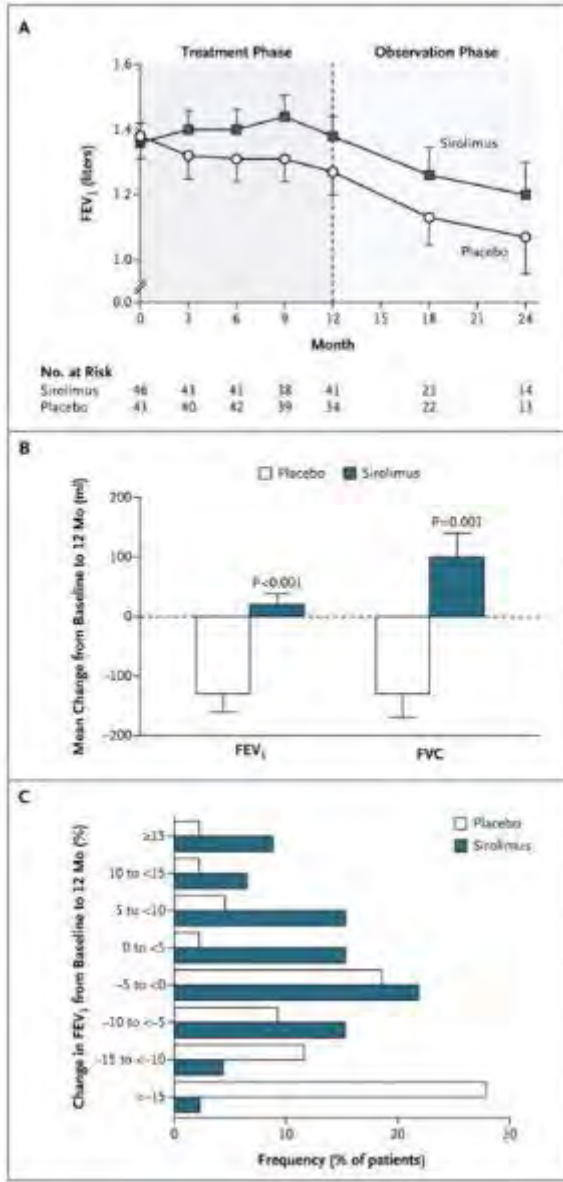 A
Treatment Phase Observation Phase
1.6
1.4
1.2
1.0
0.0
FEV1 (liters)
Sirolimus
Placebo
0 3 6 9 12 15 18 21 24
Month
No. at Risk
Sirolimus 46 43 41 38 41 21 14
Placebo 43 40 42 39 34 22 13
B
Placebo Sirolimus
Mean Change from Baseline to 12 Mo (ml)
200
100
0
-100
-200
P<0.001
P=0.001
FEV1 FVC
C
Placebo
Sirolimus
Change in FEV1 from Baseline to 12 Mo (%)
≥15
10 to <15
5 to <10
0 to <5
-5 to <0
-10 to <-5
-15 to <-10
0 10 20 30
Frequency (% of patients)